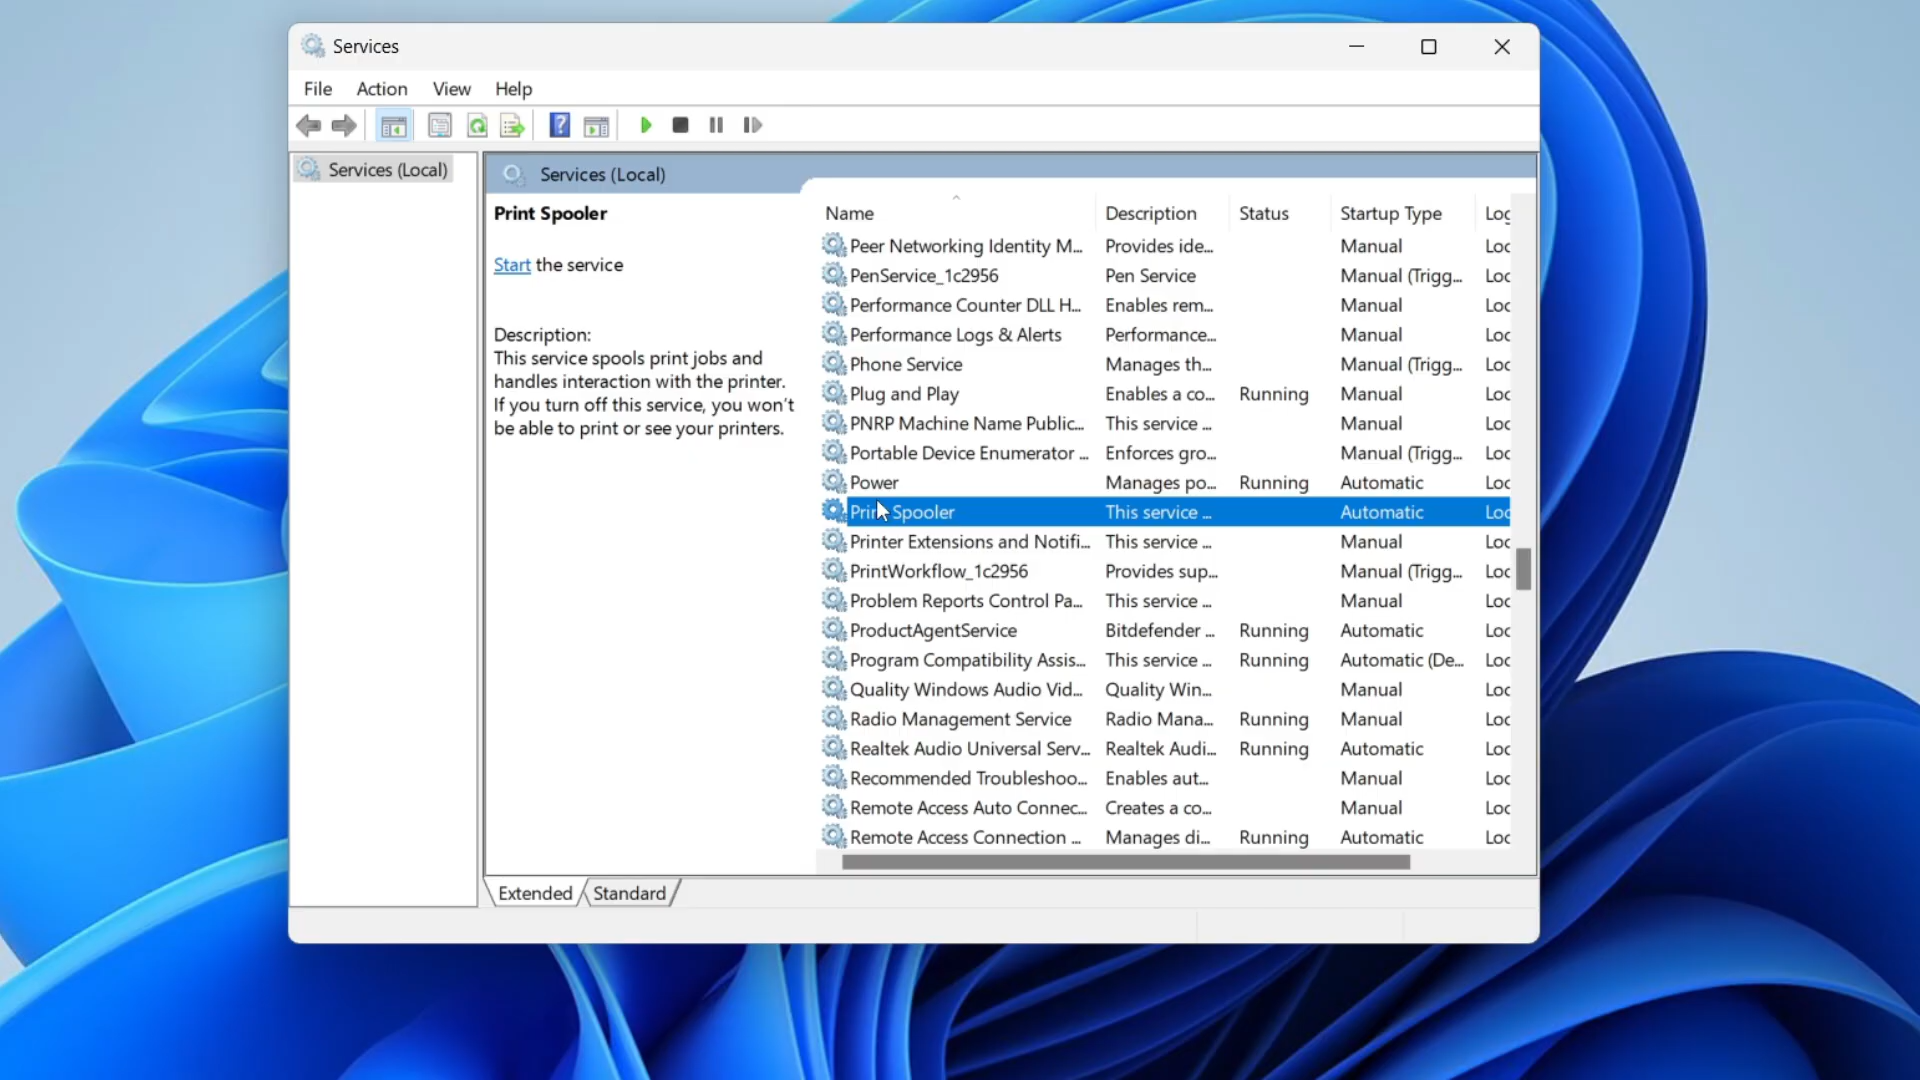 Services
File Action View Help
Services (Local)
Services (Local)
Print Spooler
Start the service
Description:
This service spools print jobs and
handles interaction with the printer.
If you turn off this service, you won't
be able to print or see your printers.
Name Description Status Startup Type Log
Peer Networking Identity M... Provides ide... Manual Loc
PenService_1c2956 Pen Service Manual (Trigg... Loc
Performance Counter DLL H... Enables rem... Manual Loc
Performance Logs & Alerts Performance... Manual Loc
Phone Service Manages th... Manual (Trigg... Loc
Plug and Play Enables a co... Running Manual Loc
PNRP Machine Name Public... This service ... Manual Loc
Portable Device Enumerator ... Enforces gro... Manual (Trigg... Loc
Power Manages po... Running Automatic Loc
Print Spooler This service ... Automatic Loc
Printer Extensions and Notifi... This service ... Manual Loc
PrintWorkflow_1c2956 Provides sup... Manual (Trigg... Loc
Problem Reports Control Pa... This service ... Manual Loc
ProductAgentService Bitdefender ... Running Automatic Loc
Program Compatibility Assis... This service ... Running Automatic (De... Loc
Quality Windows Audio Vid... Quality Win... Manual Loc
Radio Management Service Radio Mana... Running Manual Loc
Realtek Audio Universal Serv... Realtek Audi... Running Automatic Loc
Recommended Troubleshoo... Enables aut... Manual Loc
Remote Access Auto Connec... Creates a co... Manual Loc
Remote Access Connection ... Manages di... Running Automatic Loc
Extended Standard